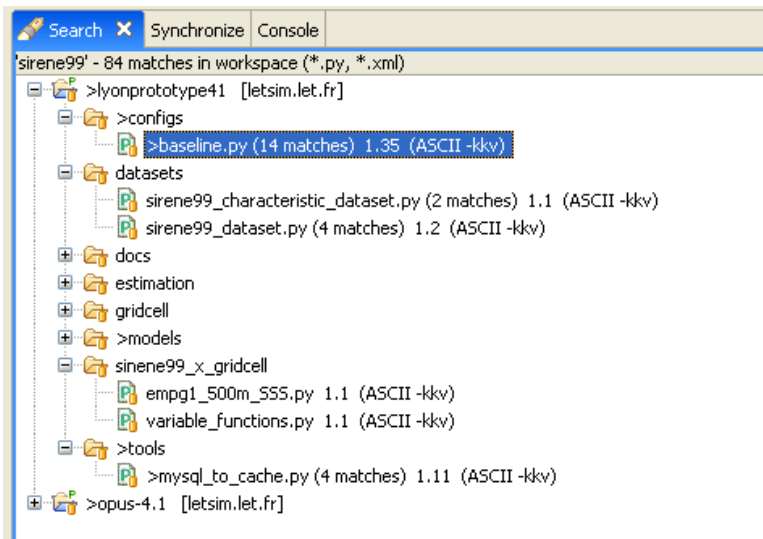 Search Synchronize Console
'sirene99' - 84 matches in workspace (*.py, *.xml)
>lyonprototype41 [letsim.let.fr]
>configs
>baseline.py (14 matches) 1.35 (ASCII -kkv)
datasets
sirene99_characteristic_dataset.py (2 matches) 1.1 (ASCII -kkv)
sirene99_dataset.py (4 matches) 1.2 (ASCII -kkv)
docs
estimation
gridcell
>models
sinene99_x_gridcell
empg1_500m_SSS.py 1.1 (ASCII -kkv)
variable_functions.py 1.1 (ASCII -kkv)
>tools
>mysql_to_cache.py (4 matches) 1.11 (ASCII -kkv)
>opus-4.1 [letsim.let.fr]